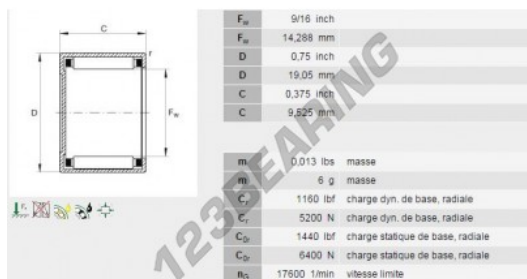 C
r
D
Fw
Fw 9/16 inch
Fw 14,288 mm
D 0,75 inch
D 19,05 mm
C 0,375 inch
C 9,525 mm
m 0,013 lbs masse
m 6 g masse
Cr 1160 lbf charge dyn. de base, radiale
Cr 5200 N charge dyn. de base, radiale
C0r 1440 lbf charge statique de base, radiale
C0r 6400 N charge statique de base, radiale
nG 17600 1/min vitesse limite
123BEARING